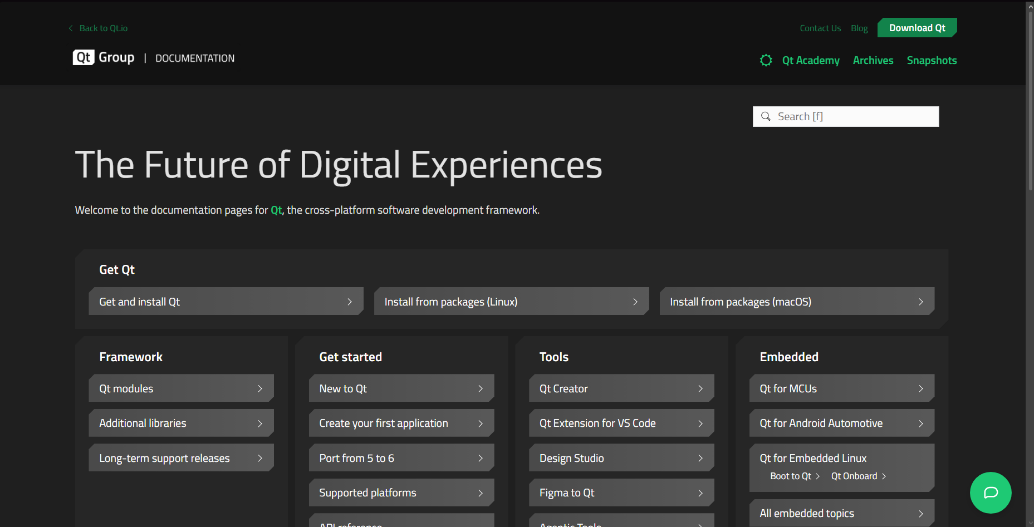 Back to Qt.io
Contact Us Blog Download Qt
Qt Group | DOCUMENTATION
Qt Academy Archives Snapshots
Search [f]
The Future of Digital Experiences
Welcome to the documentation pages for Qt, the cross-platform software development framework.
Get Qt
Get and install Qt
Install from packages (Linux)
Install from packages (macOS)
Framework
Qt modules
Additional libraries
Long-term support releases
Get started
New to Qt
Create your first application
Port from 5 to 6
Supported platforms
API reference
Tools
Qt Creator
Qt Extension for VS Code
Design Studio
Figma to Qt
Agentic Tools
Embedded
Qt for MCUs
Qt for Android Automotive
Qt for Embedded Linux
Boot to Qt Qt Onboard
All embedded topics